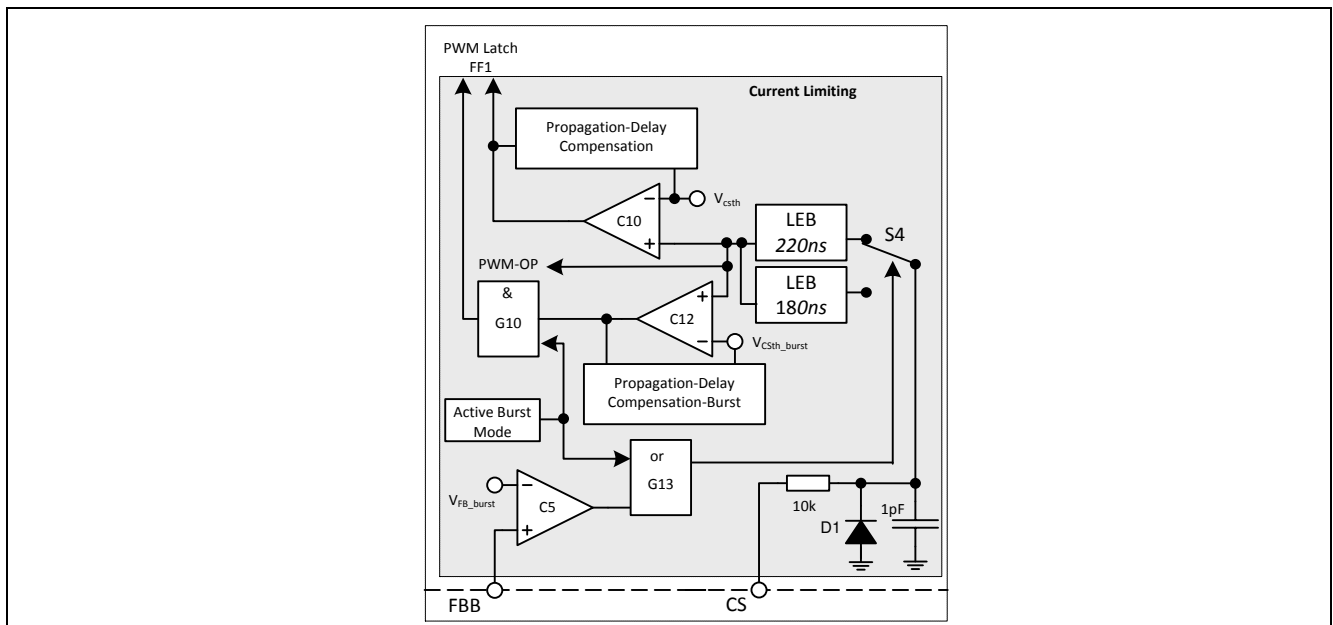 PWM Latch
FF1
Current Limiting
Propagation-Delay
Compensation
−
Vcsth
C10
+
LEB
220ns
S4
PWM-OP
LEB
180ns
&
G10
+
C12
−
VCSth_burst
Propagation-Delay
Compensation-Burst
Active Burst
Mode
or
G13
−
VFB_burst
C5
+
10k
D1
1pF
FBB
CS